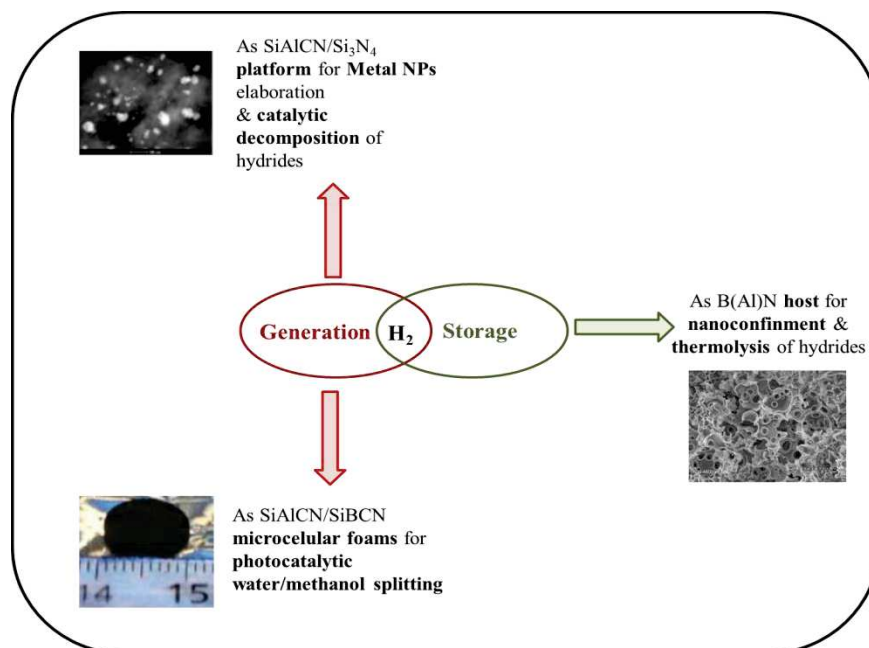 As SiAlCN/Si₃N₄
platform for Metal NPs
elaboration
& catalytic
decomposition of
hydrides
Generation
H₂
Storage
As B(Al)N host for
nanoconfinment &
thermolysis of hydrides
As SiAlCN/SiBCN
microcelular foams for
photocatalytic
water/methanol splitting
14 15